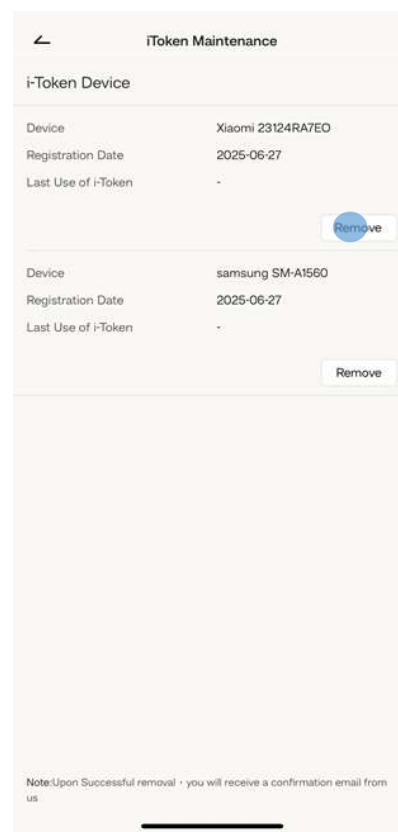 iToken Maintenance
i-Token Device
Device Xiaomi 23124RA7EO
Registration Date 2025-06-27
Last Use of i-Token -
Remove
Device samsung SM-A1560
Registration Date 2025-06-27
Last Use of i-Token -
Remove
Note:Upon Successful removal · you will receive a confirmation email from
us